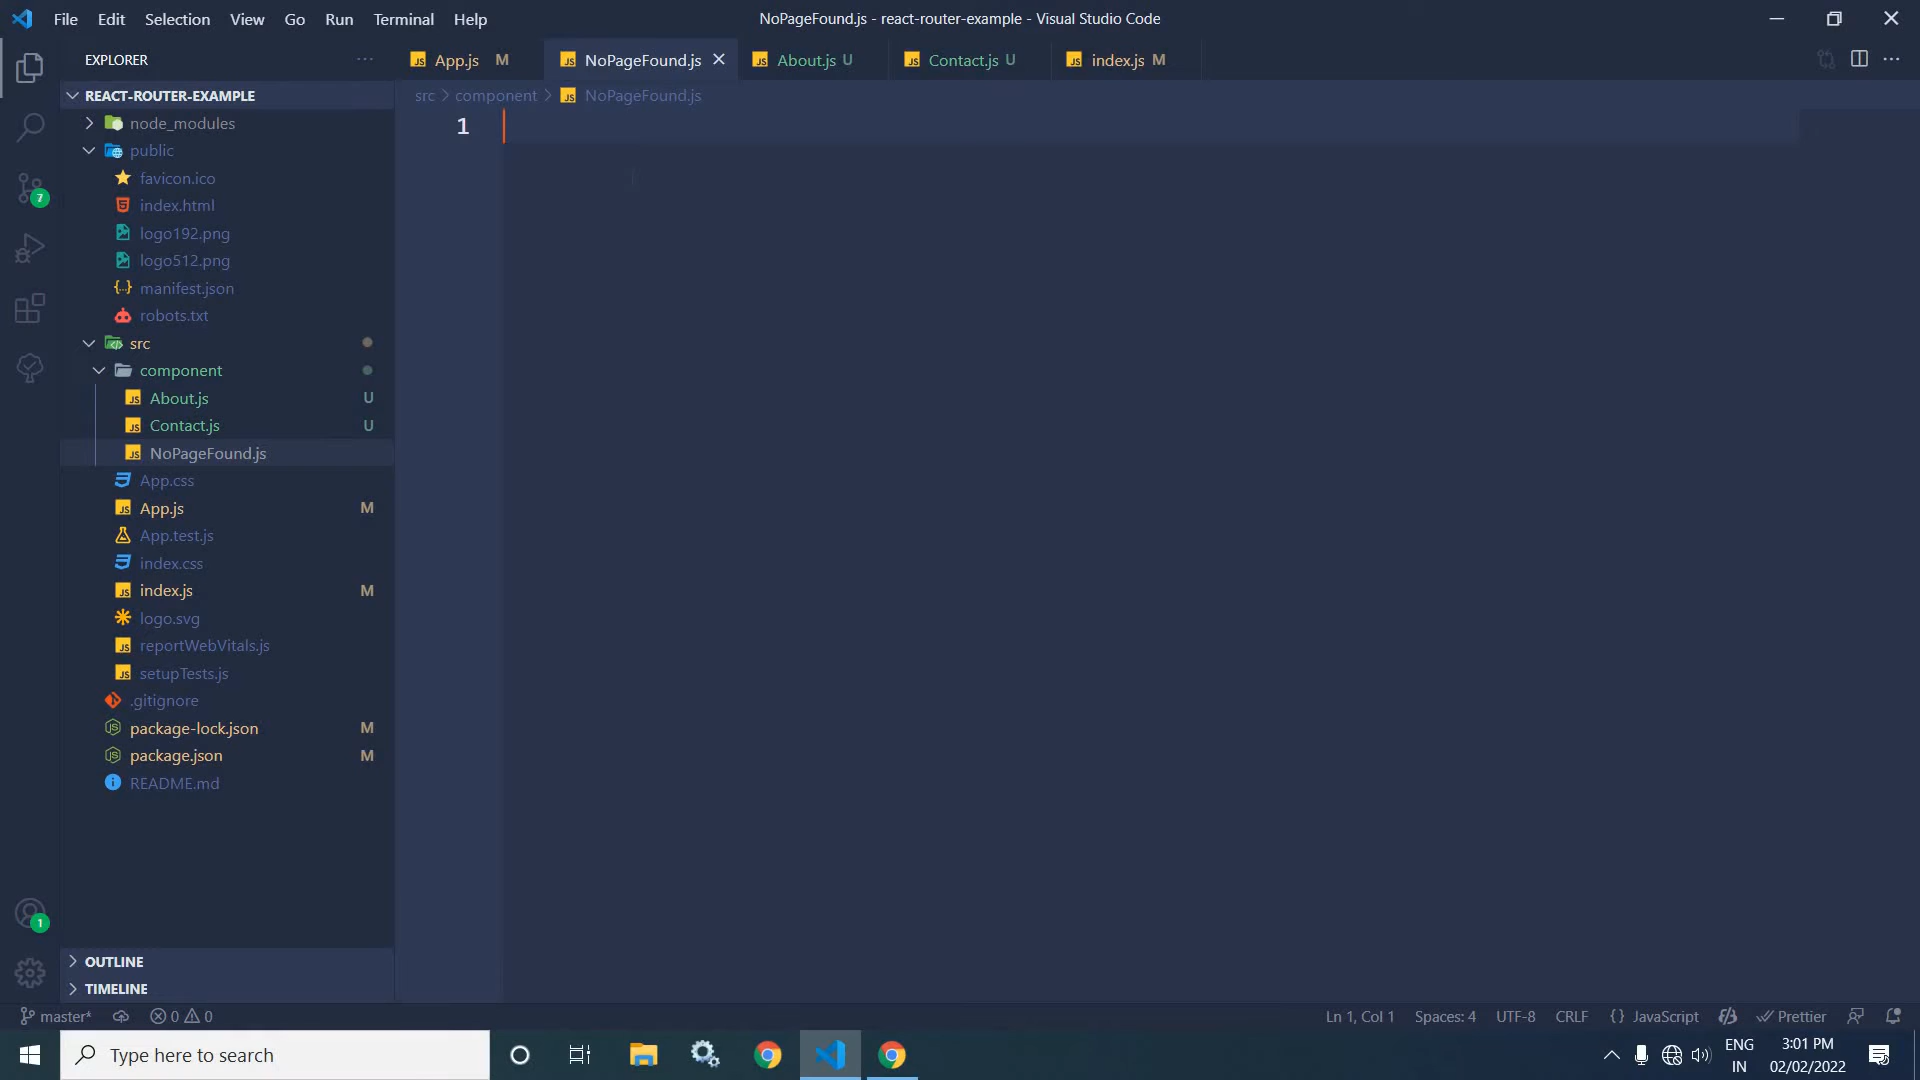 File Edit Selection View Go Run Terminal Help
NoPageFound.js - react-router-example - Visual Studio Code
EXPLORER
App.js M
NoPageFound.js
About.js U
Contact.js U
index.js M
REACT-ROUTER-EXAMPLE
src > component > NoPageFound.js
1
node_modules
public
favicon.ico
index.html
logo192.png
logo512.png
manifest.json
robots.txt
src
component
About.js U
Contact.js U
NoPageFound.js
App.css
App.js M
App.test.js
index.css
index.js M
logo.svg
reportWebVitals.js
setupTests.js
.gitignore
package-lock.json M
package.json M
README.md
7
1
OUTLINE
TIMELINE
master* 0 0
Ln 1, Col 1 Spaces: 4 UTF-8 CRLF {} JavaScript Prettier
Type here to search
ENG
IN
3:01 PM
02/02/2022